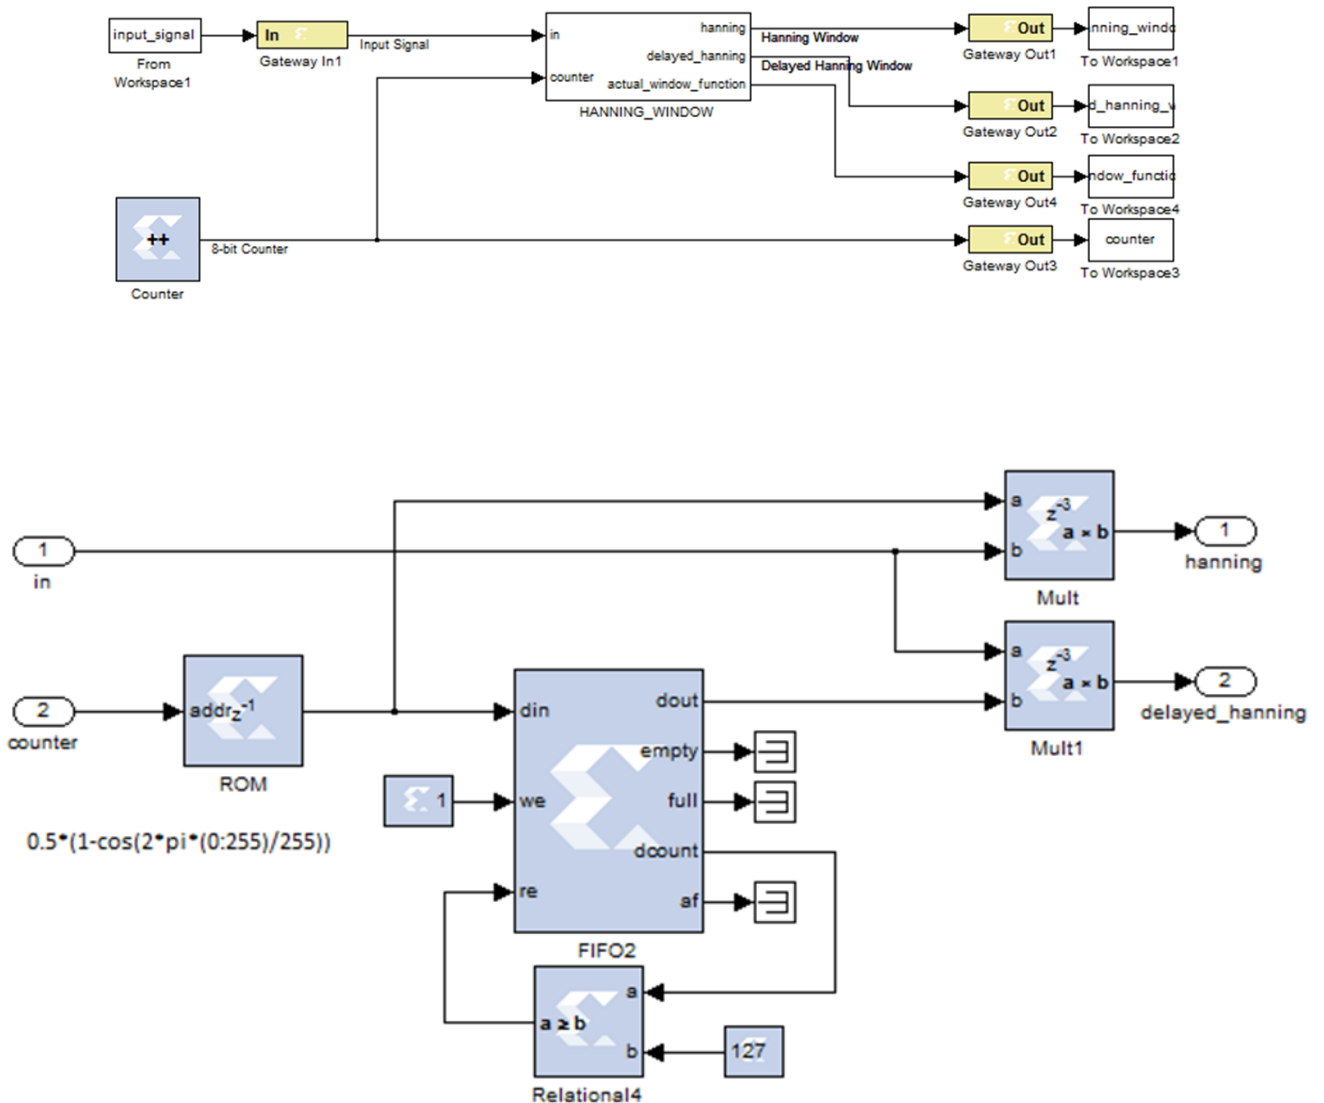 input_signal
From
Workspace1
In
Gateway In1
Input Signal
in
counter
hanning
delayed_hanning
actual_window_function
HANNING_WINDOW
Hanning Window
Delayed Hanning Window
Out
Gateway Out1
nning_windo
To Workspace1
Out
Gateway Out2
d_hanning_v
To Workspace2
Out
Gateway Out4
ndow_functio
To Workspace4
Out
Gateway Out3
counter
To Workspace3
++
8-bit Counter
Counter
1
in
a
b
z-3
a × b
Mult
1
hanning
2
counter
addr
z-1
ROM
0.5*(1-cos(2*pi*(0:255)/255))
1
din
we
re
dout
empty
full
dcount
af
FIFO2
a
b
z-3
a × b
Mult1
2
delayed_hanning
a
a ≥ b
b
127
Relational4